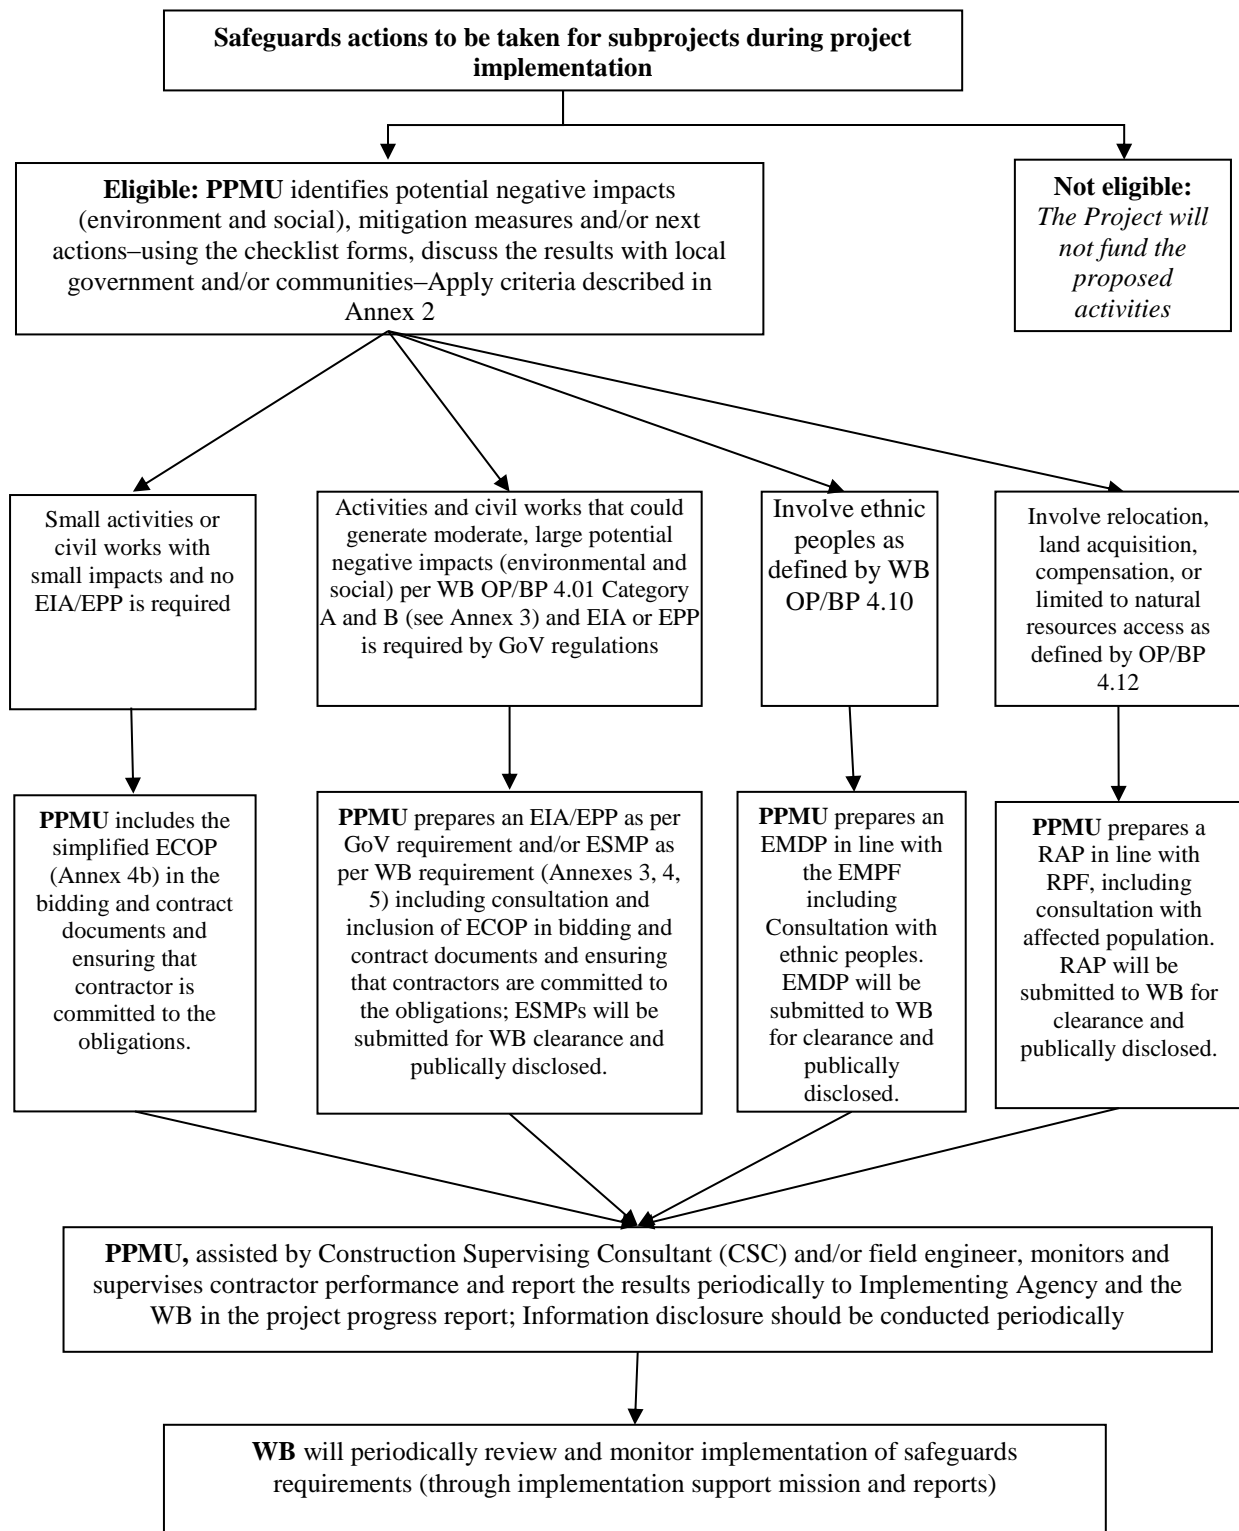 Safeguards actions to be taken for subprojects during project
implementation
Eligible: PPMU identifies potential negative impacts
(environment and social), mitigation measures and/or next
actions–using the checklist forms, discuss the results with local
government and/or communities–Apply criteria described in
Annex 2
Not eligible:
The Project will
not fund the
proposed
activities
Small activities or
civil works with
small impacts and no
EIA/EPP is required
Activities and civil works that could
generate moderate, large potential
negative impacts (environmental and
social) per WB OP/BP 4.01 Category
A and B (see Annex 3) and EIA or EPP
is required by GoV regulations
Involve ethnic
peoples as
defined by WB
OP/BP 4.10
Involve relocation,
land acquisition,
compensation, or
limited to natural
resources access as
defined by OP/BP
4.12
PPMU includes the
simplified ECOP
(Annex 4b) in the
bidding and contract
documents and
ensuring that
contractor is
committed to the
obligations.
PPMU prepares an EIA/EPP as per
GoV requirement and/or ESMP as
per WB requirement (Annexes 3, 4,
5) including consultation and
inclusion of ECOP in bidding and
contract documents and ensuring
that contractors are committed to
the obligations; ESMPs will be
submitted for WB clearance and
publically disclosed.
PPMU prepares an
EMDP in line with
the EMPF
including
Consultation with
ethnic peoples.
EMDP will be
submitted to WB
for clearance and
publically
disclosed.
PPMU prepares a
RAP in line with
RPF, including
consultation with
affected population.
RAP will be
submitted to WB for
clearance and
publically disclosed.
PPMU, assisted by Construction Supervising Consultant (CSC) and/or field engineer, monitors and
supervises contractor performance and report the results periodically to Implementing Agency and the
WB in the project progress report; Information disclosure should be conducted periodically
WB will periodically review and monitor implementation of safeguards
requirements (through implementation support mission and reports)